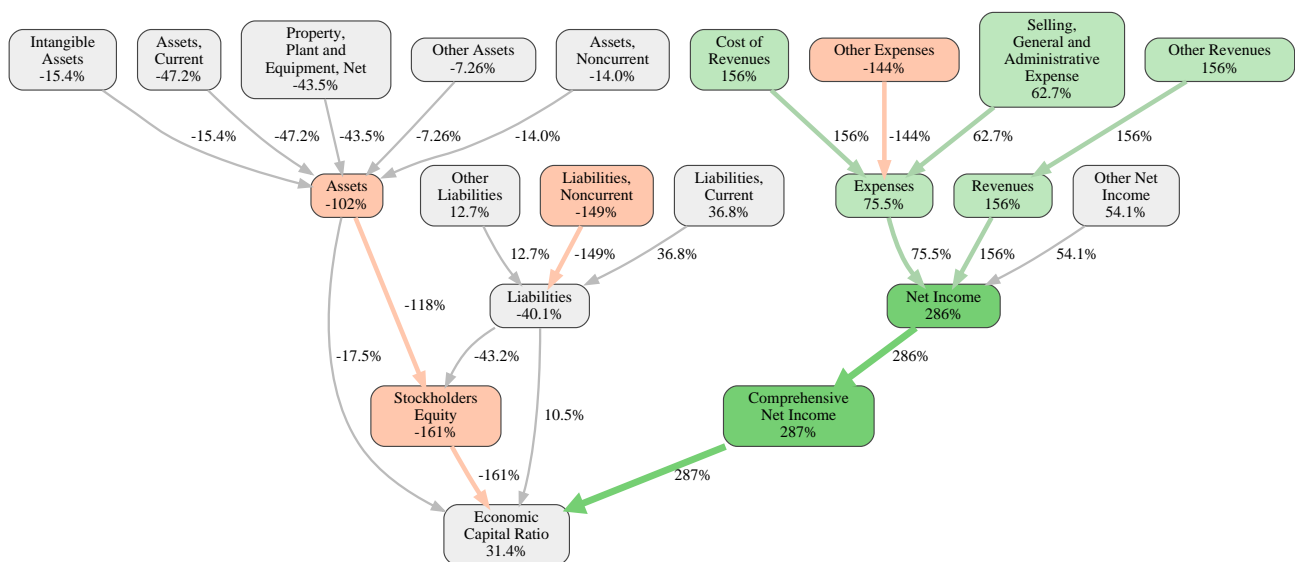 Intangible
Assets
-15.4%
Assets,
Current
-47.2%
Property,
Plant and
Equipment, Net
-43.5%
Other Assets
-7.26%
Assets,
Noncurrent
-14.0%
Cost of
Revenues
156%
Other Expenses
-144%
Selling,
General and
Administrative
Expense
62.7%
Other Revenues
156%
-15.4%
-47.2%
-43.5%
-7.26%
-14.0%
156%
-144%
62.7%
156%
Assets
-102%
Other
Liabilities
12.7%
Liabilities,
Noncurrent
-149%
Liabilities,
Current
36.8%
Expenses
75.5%
Revenues
156%
Other Net
Income
54.1%
12.7%
-149%
36.8%
75.5%
156%
54.1%
-118%
Liabilities
-40.1%
Net Income
286%
-17.5%
-43.2%
286%
Stockholders
Equity
-161%
10.5%
Comprehensive
Net Income
287%
-161%
287%
Economic
Capital Ratio
31.4%